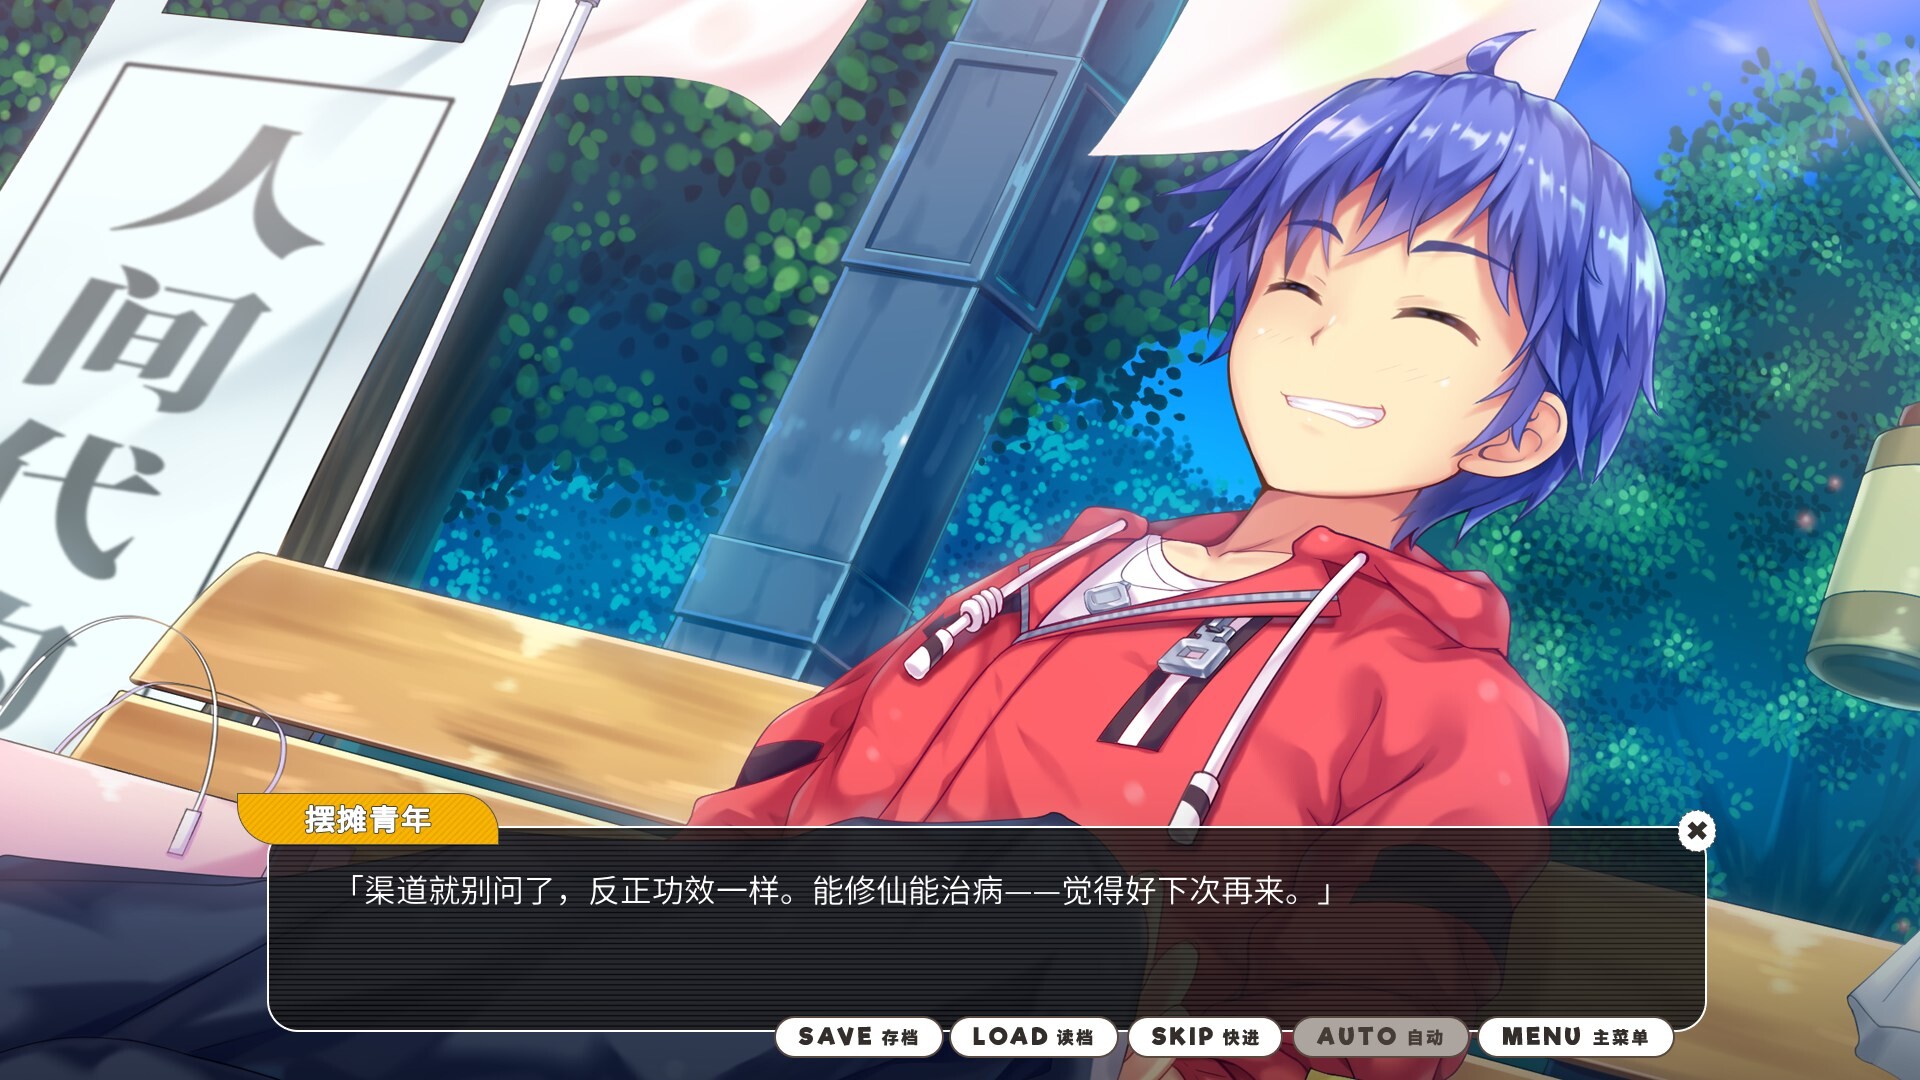 人间代购
摆摊青年
「渠道就别问了，反正功效一样。能修仙能治病——觉得好下次再来。」
SAVE 存档 LOAD 读档 SKIP 快进 AUTO 自动 MENU 主菜单